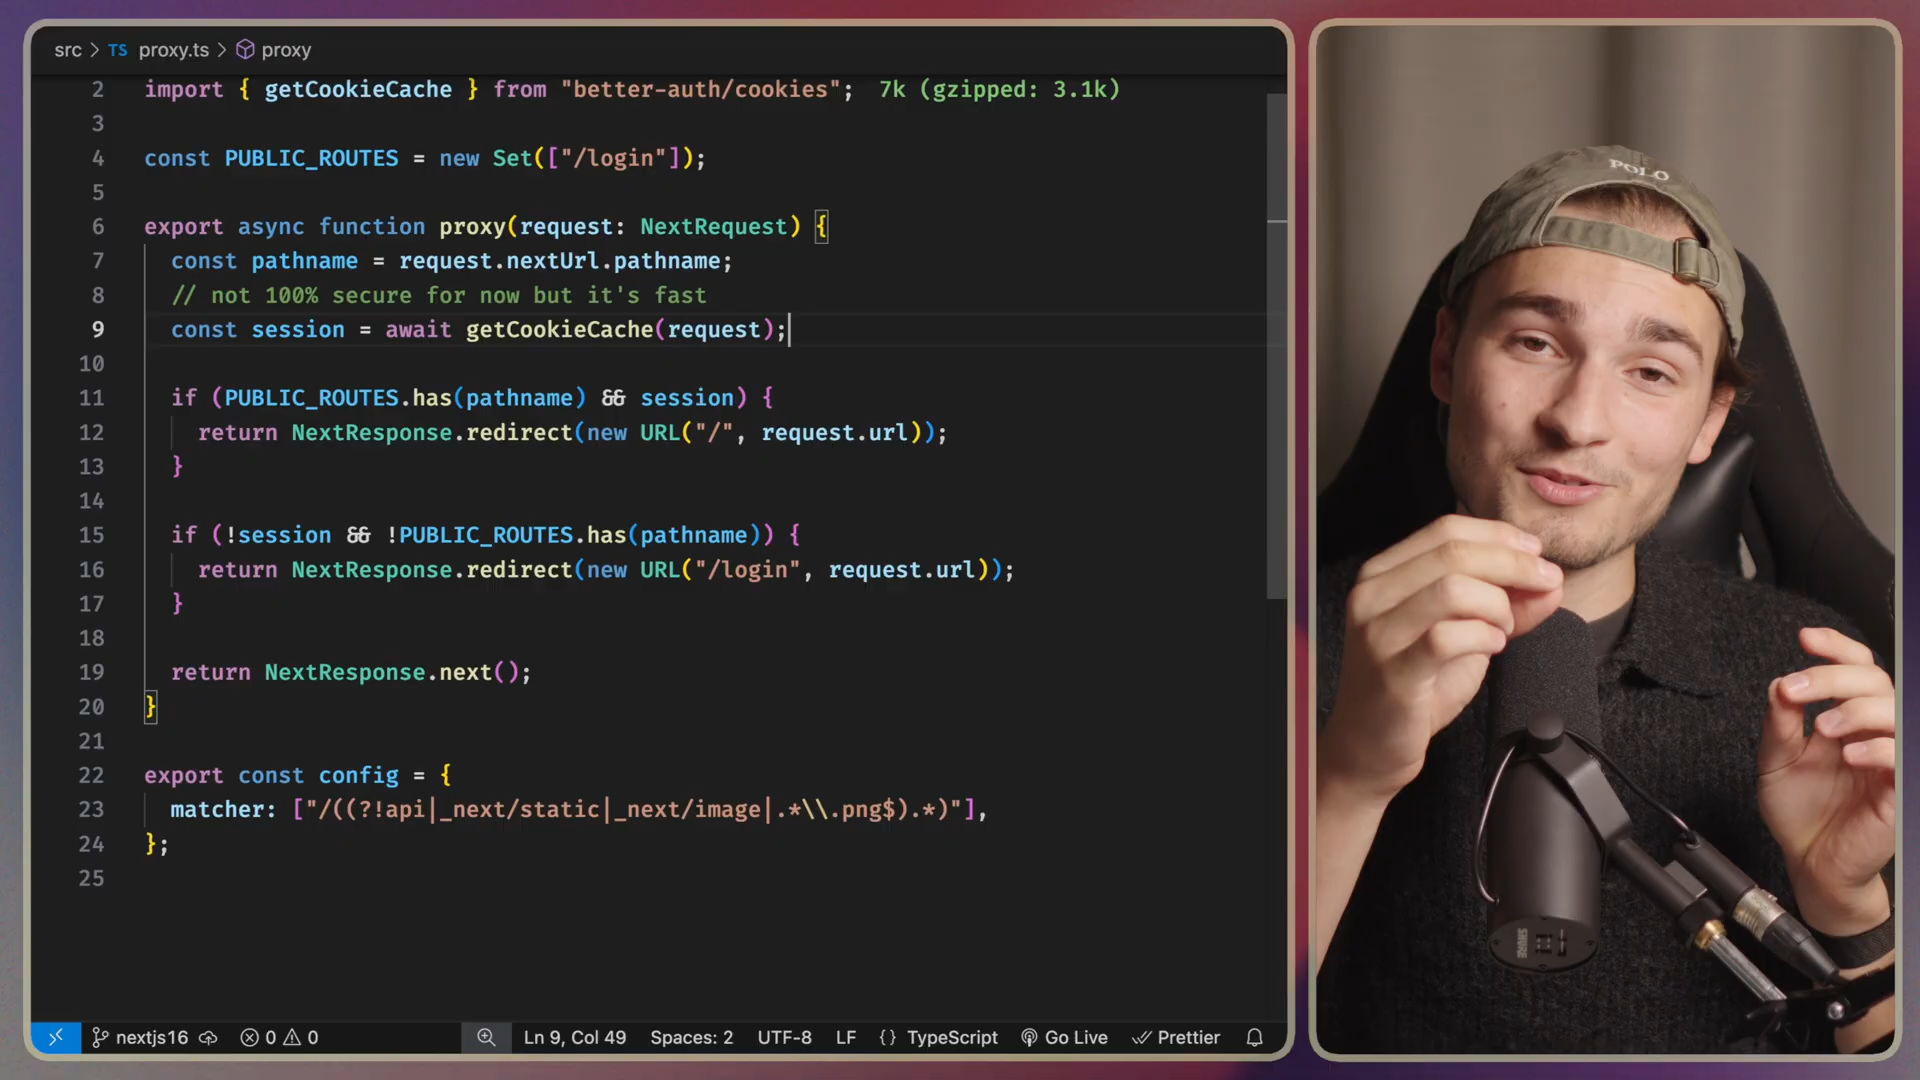 src > TS proxy.ts > proxy
2 import { getCookieCache } from "better-auth/cookies"; 7k (gzipped: 3.1k)
3
4 const PUBLIC_ROUTES = new Set(["/login"]);
5
6 export async function proxy(request: NextRequest) {
7 const pathname = request.nextUrl.pathname;
8 // not 100% secure for now but it's fast
9 const session = await getCookieCache(request);
10
11 if (PUBLIC_ROUTES.has(pathname) && session) {
12 return NextResponse.redirect(new URL("/", request.url));
13 }
14
15 if (!session && !PUBLIC_ROUTES.has(pathname)) {
16 return NextResponse.redirect(new URL("/login", request.url));
17 }
18
19 return NextResponse.next();
20 }
21
22 export const config = {
23 matcher: ["/((?!api|_next/static|_next/image|.*\\.png$).*)"],
24 };
25
nextjs16 0 0 Ln 9, Col 49 Spaces: 2 UTF-8 LF {} TypeScript Go Live Prettier
POLO
SHURE